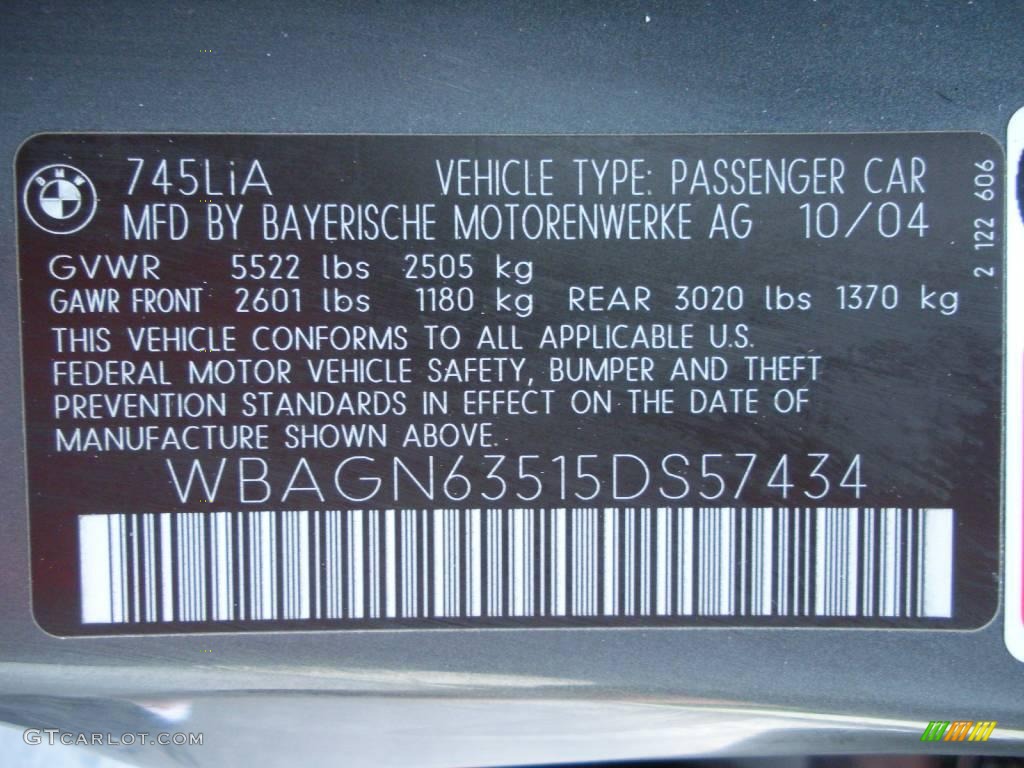 BMW
745LiA VEHICLE TYPE: PASSENGER CAR
MFD BY BAYERISCHE MOTORENWERKE AG 10/04
GVWR 5522 lbs 2505 kg
GAWR FRONT 2601 lbs 1180 kg REAR 3020 lbs 1370 kg
THIS VEHICLE CONFORMS TO ALL APPLICABLE U.S.
FEDERAL MOTOR VEHICLE SAFETY, BUMPER AND THEFT
PREVENTION STANDARDS IN EFFECT ON THE DATE OF
MANUFACTURE SHOWN ABOVE.
WBAGN63515DS57434
2 122 606
GTCARLOT.COM